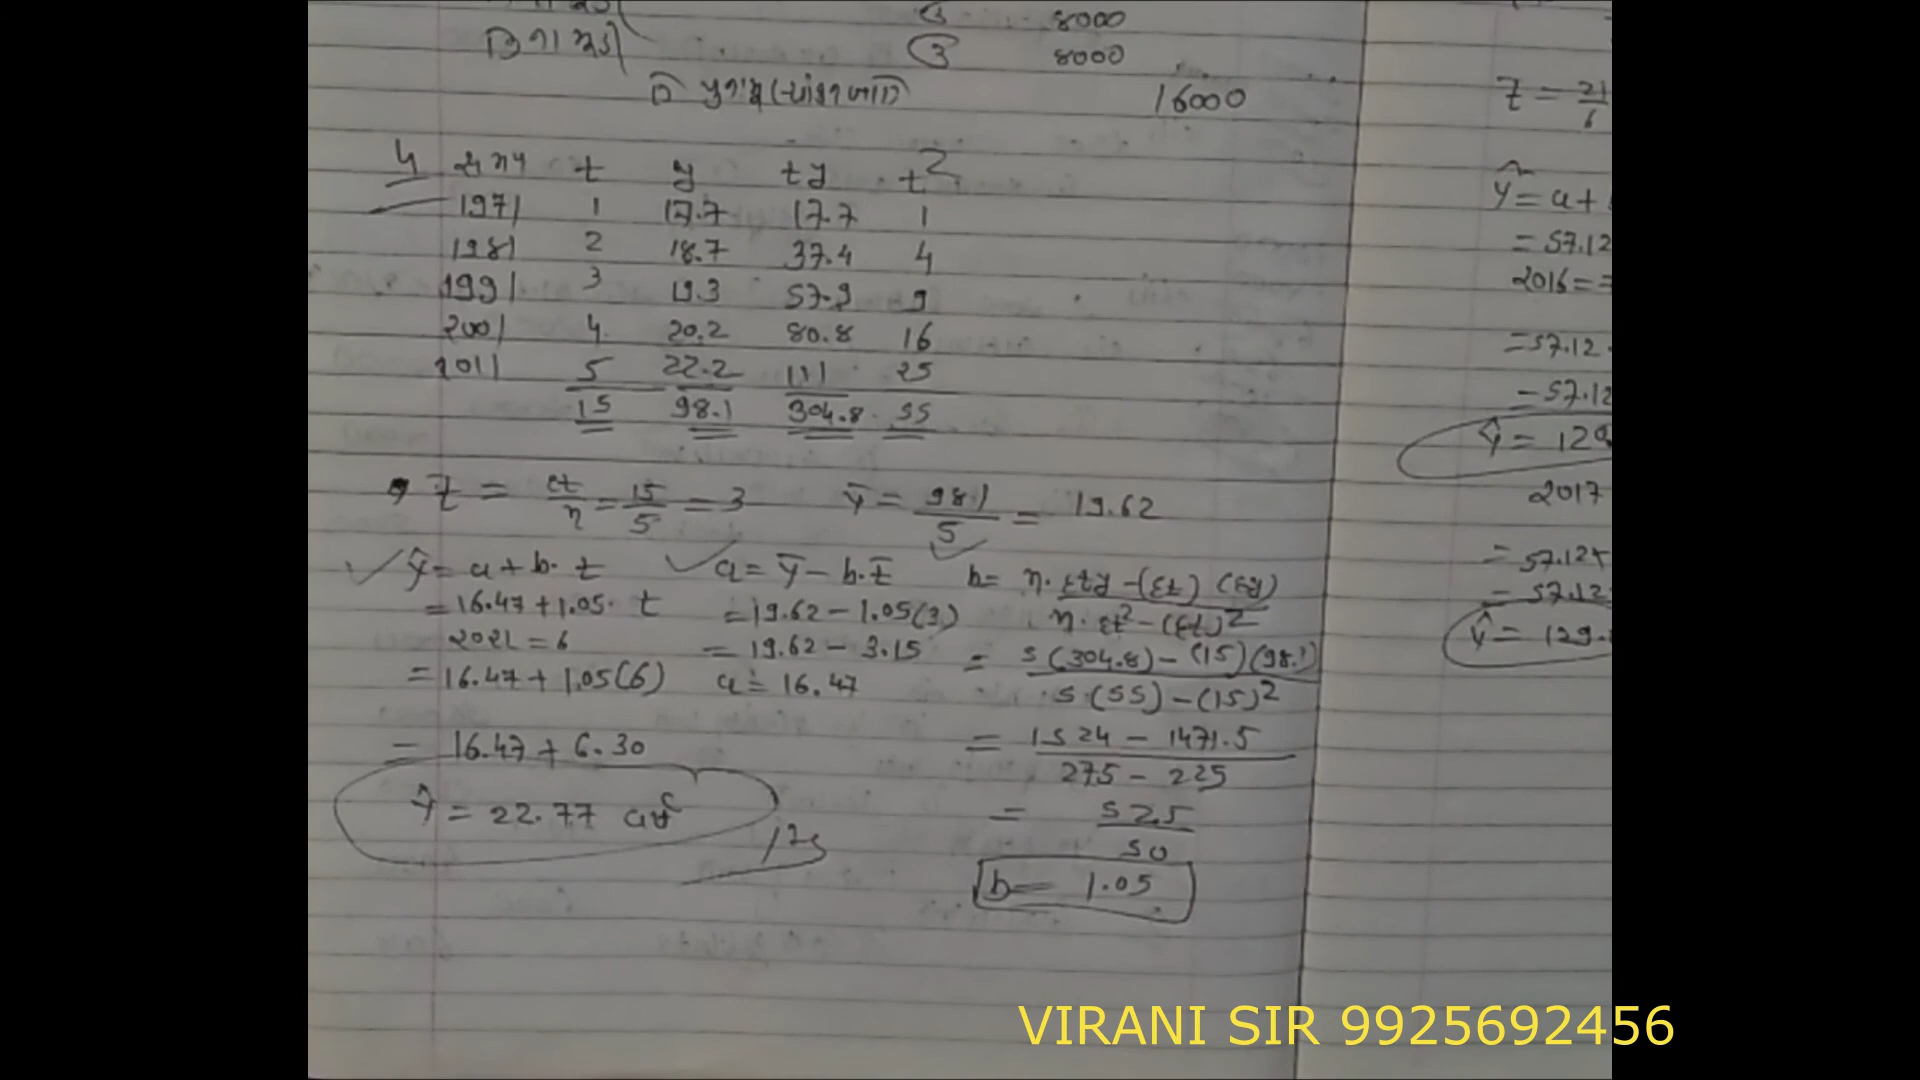 8000
8000
16000
સમય t y ty t²
1971 1 17.7 17.7 1
1981 2 18.7 37.4 4
1991 3 19.3 57.9 9
2001 4 20.2 80.8 16
2011 5 22.2 111 25
15 98.1 304.8 55
t̄ = Σt/n = 15/5 = 3 ȳ = 98.1/5 = 19.62
ŷ = a + b. t a = ȳ - b.t̄ b = n.Σty - (Σt) (Σy) / n.Σt² - (Σt)²
= 16.47 + 1.05. t = 19.62 - 1.05(3)
2021 = 6 = 19.62 - 3.15 = 5(304.8) - (15)(98.1) / 5(55) - (15)²
= 16.47 + 1.05(6) a = 16.47
= 16.47 + 6.30 = 1524 - 1471.5 / 275 - 225
ŷ = 22.77 વર્ષ = 52.5 / 50
b = 1.05
t̄ = 21/6
ŷ = a +
= 57.12
2016 =
= 57.12
= 57.12
ŷ = 129
2017
= 57.12+
= 57.12
ŷ = 129.
VIRANI SIR 9925692456